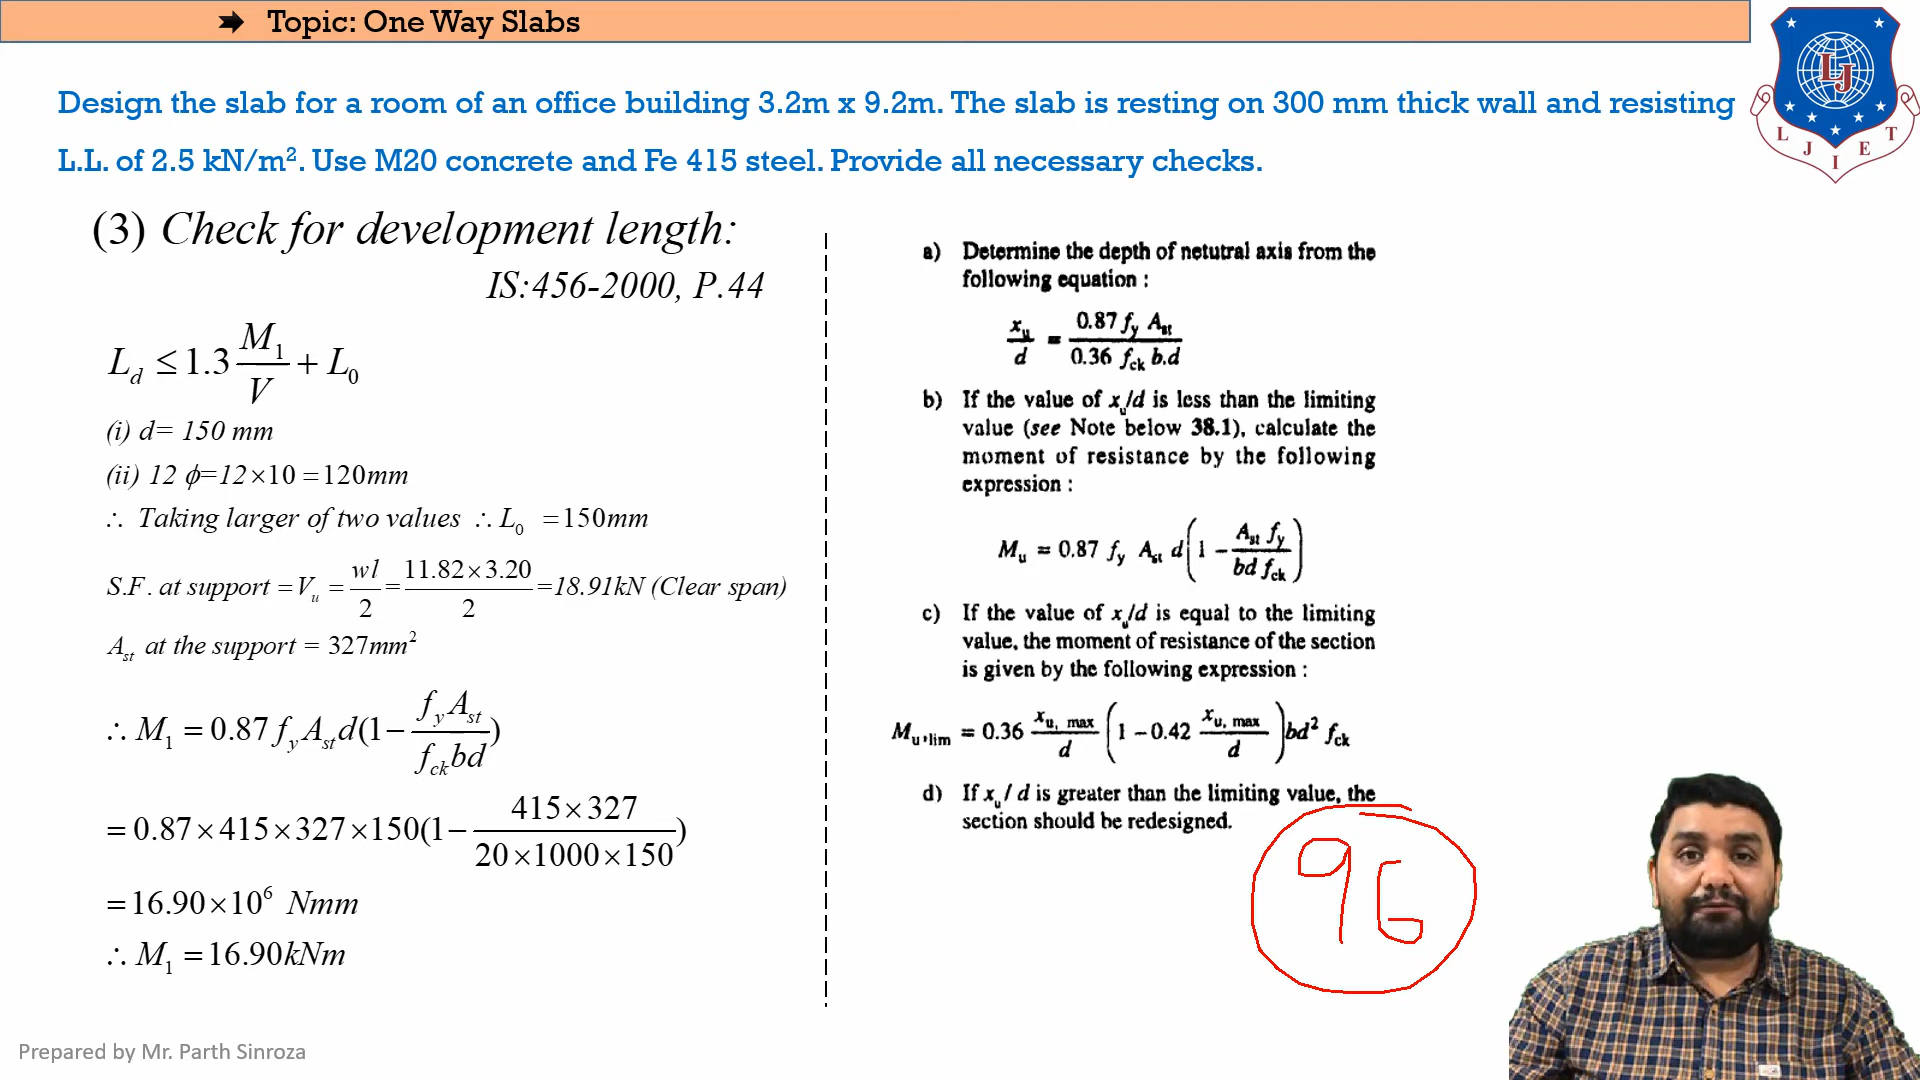 ➡ Topic: One Way Slabs
Design the slab for a room of an office building 3.2m x 9.2m. The slab is resting on 300 mm thick wall and resisting
L.L. of 2.5 kN/m². Use M20 concrete and Fe 415 steel. Provide all necessary checks.
LJ
L J I E T
(3) Check for development length:
IS:456-2000, P.44
L_d ≤ 1.3 M_1/V + L_0
(i) d= 150 mm
(ii) 12 ϕ=12×10 =120mm
∴ Taking larger of two values ∴ L_0 =150mm
S.F. at support = V_u = wl/2 = (11.82×3.20)/2 =18.91kN (Clear span)
A_st at the support = 327mm²
∴ M_1 = 0.87 f_y A_st d(1− f_y A_st/f_ck bd)
= 0.87×415×327×150(1− (415×327)/(20×1000×150))
=16.90×10⁶ Nmm
∴ M_1 =16.90kNm
a) Determine the depth of netutral axis from the
following equation :
x_u/d = 0.87 f_y A_st/0.36 f_ck b.d
b) If the value of x_u/d is less than the limiting
value (see Note below 38.1), calculate the
moment of resistance by the following
expression :
M_u = 0.87 f_y A_st d(1 − A_st f_y/bd f_ck)
c) If the value of x_u/d is equal to the limiting
value, the moment of resistance of the section
is given by the following expression :
M_u,lim = 0.36 x_u, max/d (1 −0.42 x_u, max/d) bd² f_ck
d) If x_u / d is greater than the limiting value, the
section should be redesigned.
96
Prepared by Mr. Parth Sinroza